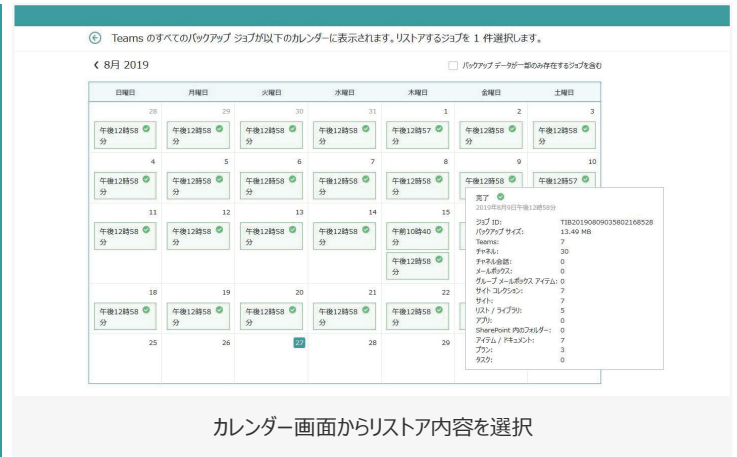 Teams のすべてのバックアップ ジョブが以下のカレンダーに表示されます。リストアするジョブを 1 件選択します。
8月 2019
バックアップ データが一部のみ存在するジョブを含む
日曜日 月曜日 火曜日 水曜日 木曜日 金曜日 土曜日
28 29 30 31 1 2 3
午後12時58分 午後12時58分 午後12時58分 午後12時58分 午後12時57分 午後12時58分 午後12時58分
4 5 6 7 8 9 10
午後12時58分 午後12時58分 午後12時58分 午後12時58分 午後12時58分 午後12時58分 午後12時57分
11 12 13 14 15
午後12時58分 午後12時58分 午後12時58分 午後12時58分 午前10時40分
午後12時58分
18 19 20 21 22
午後12時58分 午後12時58分 午後12時58分 午後12時58分 午後12時58分
25 26 27 28 29
完了
2019年8月9日午後12時58分
ジョブ ID: TIB20190809035802168528
バックアップ サイズ: 13.49 MB
Teams: 7
チャネル: 30
チャネル会話: 0
メールボックス: 0
グループ メールボックス アイテム: 0
サイト コレクション: 7
サイト: 7
リスト / ライブラリ: 5
アプリ: 0
SharePoint 内のフォルダー: 0
アイテム / ドキュメント: 7
プラン: 3
タスク: 0
カレンダー画面からリストア内容を選択